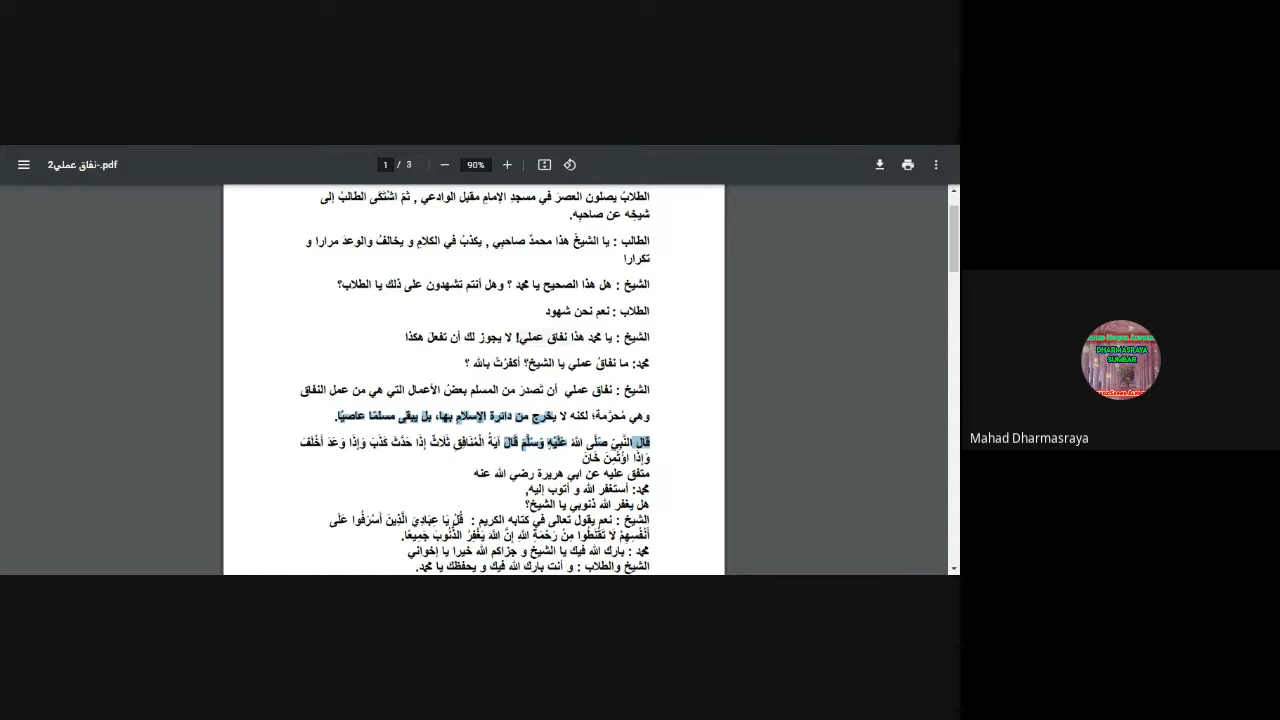 نفاق عملي2-.pdf
1 / 3
90%
الطلابُ يصلون العصرَ في مسجدِ الإمامِ مقبل الوادعي , ثمّ اشْتَكَى الطالبُ إلى
شيخِه عن صاحبِه.
الطالب : يا الشيخُ هذا محمدٌ صاحبِي , يكذبُ في الكلامِ و يخالفُ والوعدَ مرارا و
تكرارا
الشيخ : هل هذا الصحيح يا محمد ؟ وهل أنتم تشهدون على ذلك يا الطلاب؟
الطلاب : نعم نحن شهود
الشيخ : يا محمد هذا نفاق عملي! لا يجوز لك أن تفعلَ هكذا
محمد: ما نفاقُ عملي يا الشيخ؟ أكفرْتُ بالله ؟
الشيخ : نفاق عملي أن تَصدرَ من المسلم بعضُ الأعمال التي هي من عمل النفاق
وهي مُحرّمة؛ لكنه لا يخرج من دائرة الإسلام بها، بل يبقى مسلمًا عاصيًا.
قَالَ النَّبِيّ صَلَّى اللهُ عَلَيْهِ وَسَلَّمَ قَالَ آيَةُ الْمُنَافِقِ ثَلَاثٌ إِذَا حَدَّثَ كَذَبَ وَإِذَا وَعَدَ أَخْلَفَ
وَإِذَا اؤْتُمِنَ خَانَ
متفق عليه عن ابي هريرة رضي الله عنه
محمد: أستغفر الله و أتوب إليه,
هل يغفر الله ذنوبي يا الشيخ؟
الشيخ : نعم يقول تعالى في كتابه الكريم : قُلْ يَا عِبَادِيَ الَّذِينَ أَسْرَفُوا عَلَى
أَنْفُسِهِمْ لَا تَقْنَطُوا مِنْ رَحْمَةِ اللَّهِ إِنَّ اللَّهَ يَغْفِرُ الذُّنُوبَ جَمِيعًا.
محمد : بارك الله فيك يا الشيخ و جزاكم الله خيرا يا إخواني
الشيخ والطلاب : و أنت بارك الله فيك و يحفظك يا محمد.
DHARMASRAYA
SUMBAR
Mahad Dharmasraya